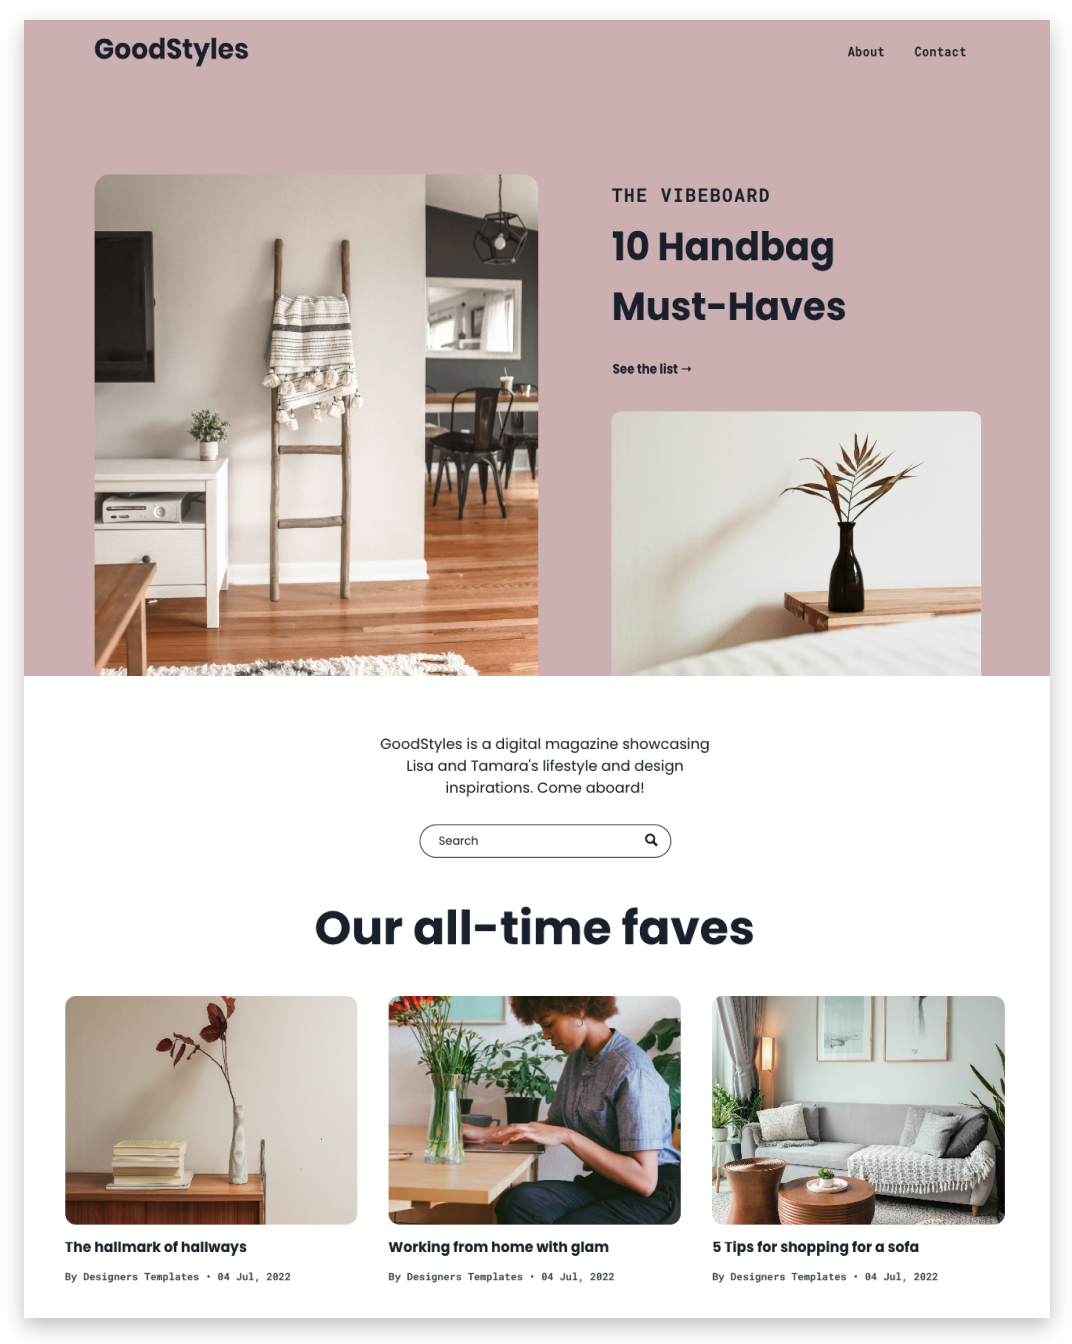 GoodStyles
About Contact
THE VIBEBOARD
10 Handbag
Must-Haves
See the list →
GoodStyles is a digital magazine showcasing
Lisa and Tamara's lifestyle and design
inspirations. Come aboard!
Search
Our all-time faves
The hallmark of hallways
By Designers Templates • 04 Jul, 2022
Working from home with glam
By Designers Templates • 04 Jul, 2022
5 Tips for shopping for a sofa
By Designers Templates • 04 Jul, 2022